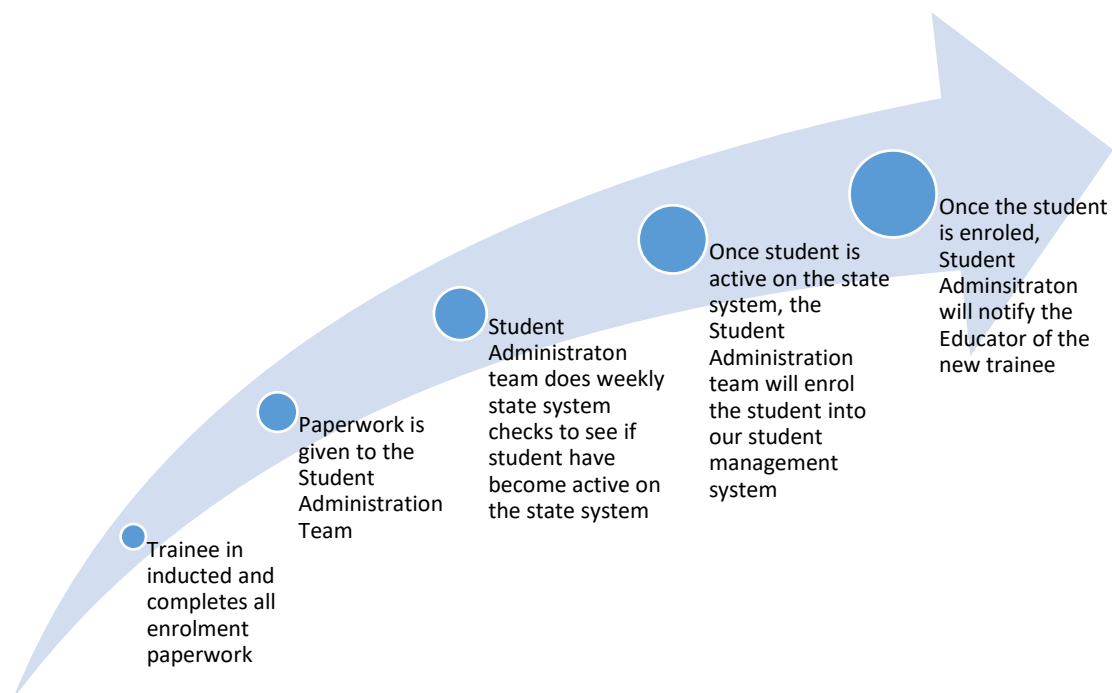 Trainee in
inducted and
completes all
enrolment
paperwork
Paperwork is
given to the
Student
Administration
Team
Student
Administraton
team does weekly
state system
checks to see if
student have
become active on
the state system
Once student is
active on the state
system, the
Student
Administration
team will enrol
the student into
our student
management
system
Once the student
is enroled,
Student
Adminsitraton
will notify the
Educator of the
new trainee